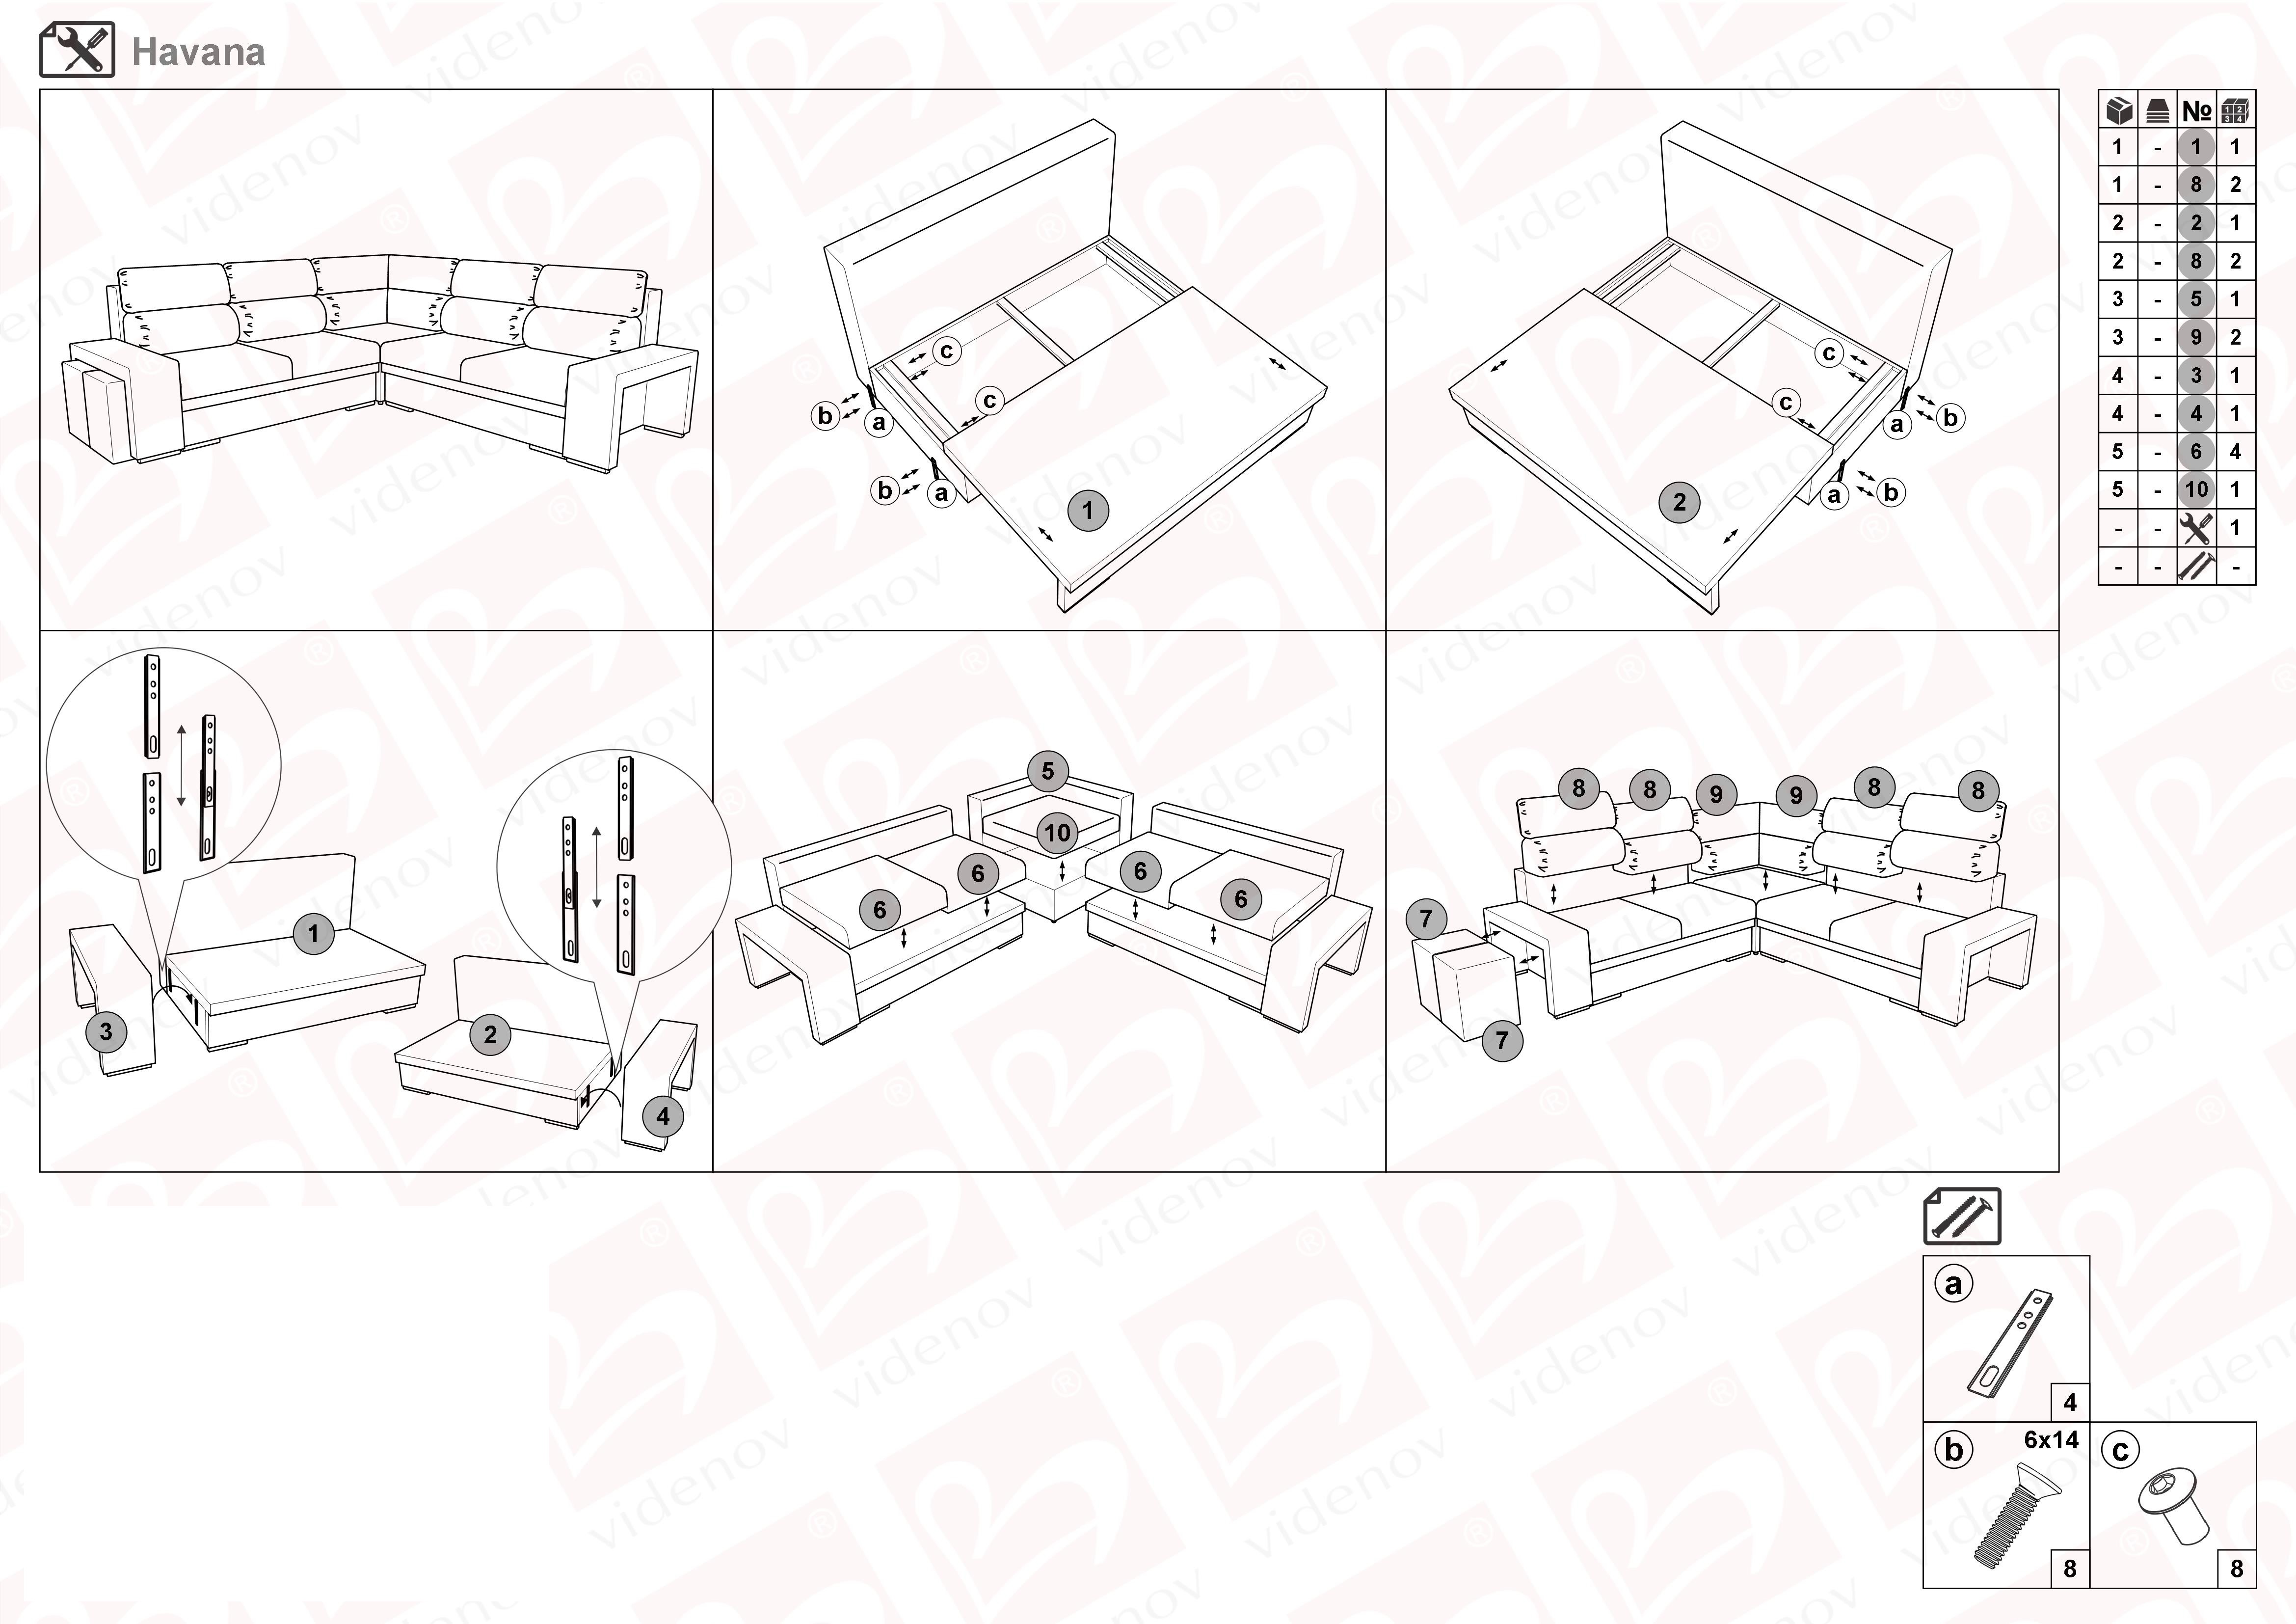 Havana
№
1 - 1 1
1 - 8 2
2 - 2 1
2 - 8 2
3 - 5 1
3 - 9 2
4 - 3 1
4 - 4 1
5 - 6 4
5 - 10 1
- - 1
- - -
c
c
b
a
b
a
1
c
c
a
b
a
b
2
1
3
2
4
5
10
6
6
6
6
8
8
9
9
8
8
7
7
a
4
b
6x14
8
c
8
videnov